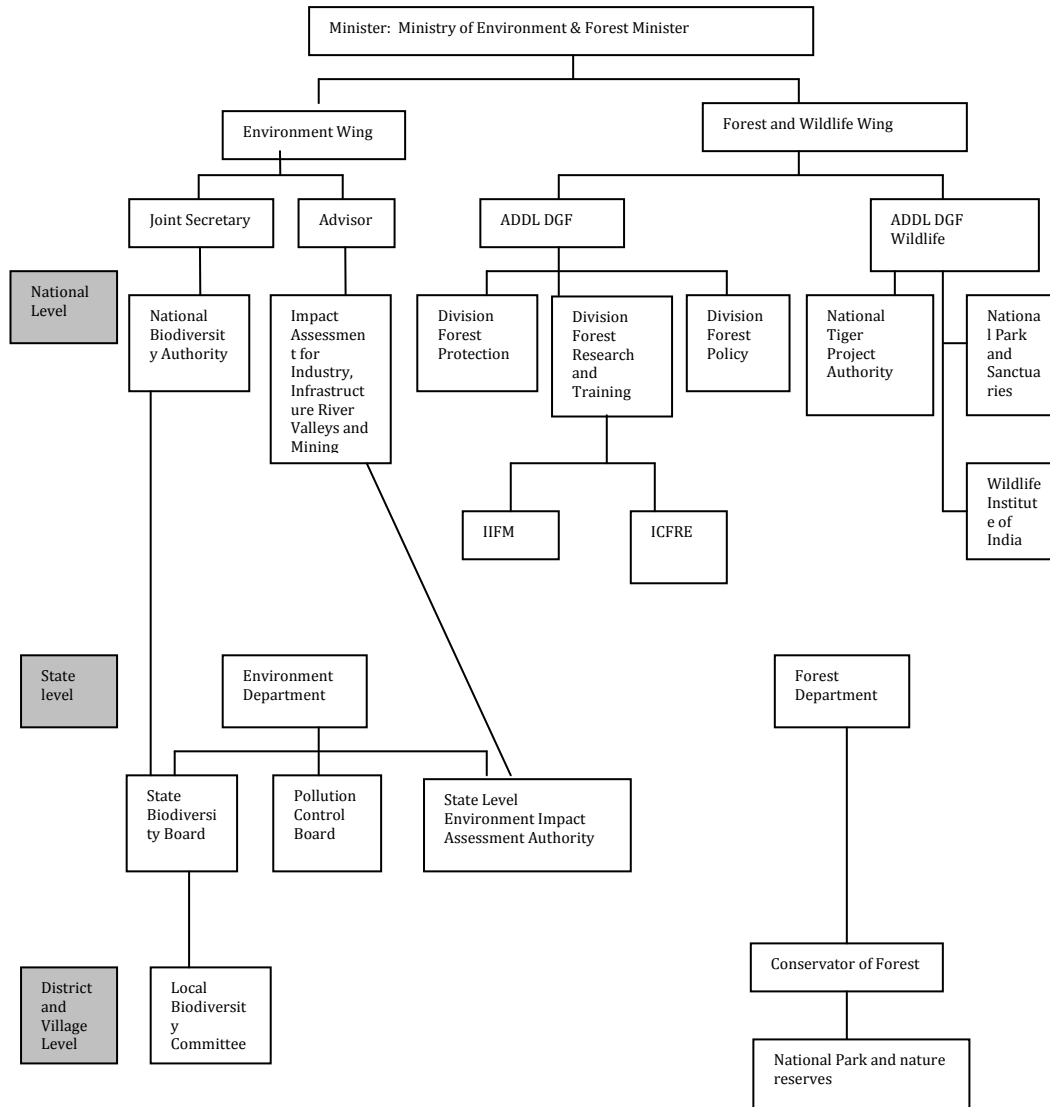 Minister: Ministry of Environment & Forest Minister
Environment Wing
Forest and Wildlife Wing
Joint Secretary
Advisor
ADDL DGF
ADDL DGF
Wildlife
National
Level
National
Biodiversit
y Authority
Impact
Assessmen
t for
Industry,
Infrastruct
ure River
Valleys and
Mining
Division
Forest
Protection
Division
Forest
Research
and
Training
Division
Forest
Policy
National
Tiger
Project
Authority
Nationa
l Park
and
Sanctua
ries
IIFM
ICFRE
Wildlife
Institut
e of
India
State
level
Environment
Department
Forest
Department
State
Biodiversi
ty Board
Pollution
Control
Board
State Level
Environment Impact
Assessment Authority
Conservator of Forest
District
and
Village
Level
Local
Biodiversit
y
Committee
National Park and nature
reserves